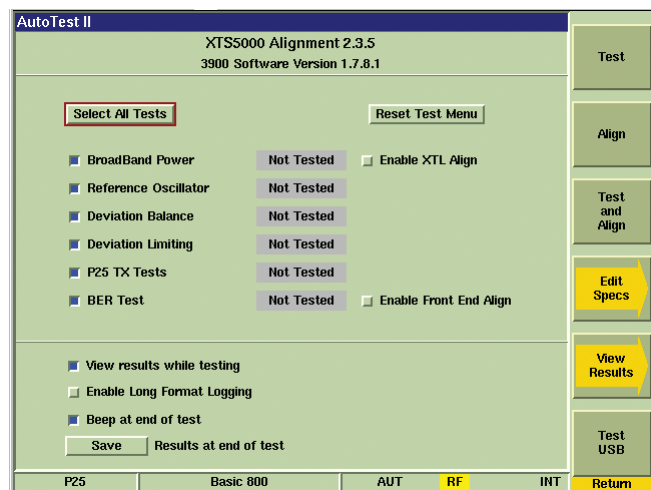 AutoTest II
XTS5000 Alignment 2.3.5
3900 Software Version 1.7.8.1
Select All Tests
Reset Test Menu
BroadBand Power Not Tested Enable XTL Align
Reference Oscillator Not Tested
Deviation Balance Not Tested
Deviation Limiting Not Tested
P25 TX Tests Not Tested
BER Test Not Tested Enable Front End Align
View results while testing
Enable Long Format Logging
Beep at end of test
Save Results at end of test
P25 Basic 800 AUT RF INT
Test
Align
Test
and
Align
Edit
Specs
View
Results
Test
USB
Return